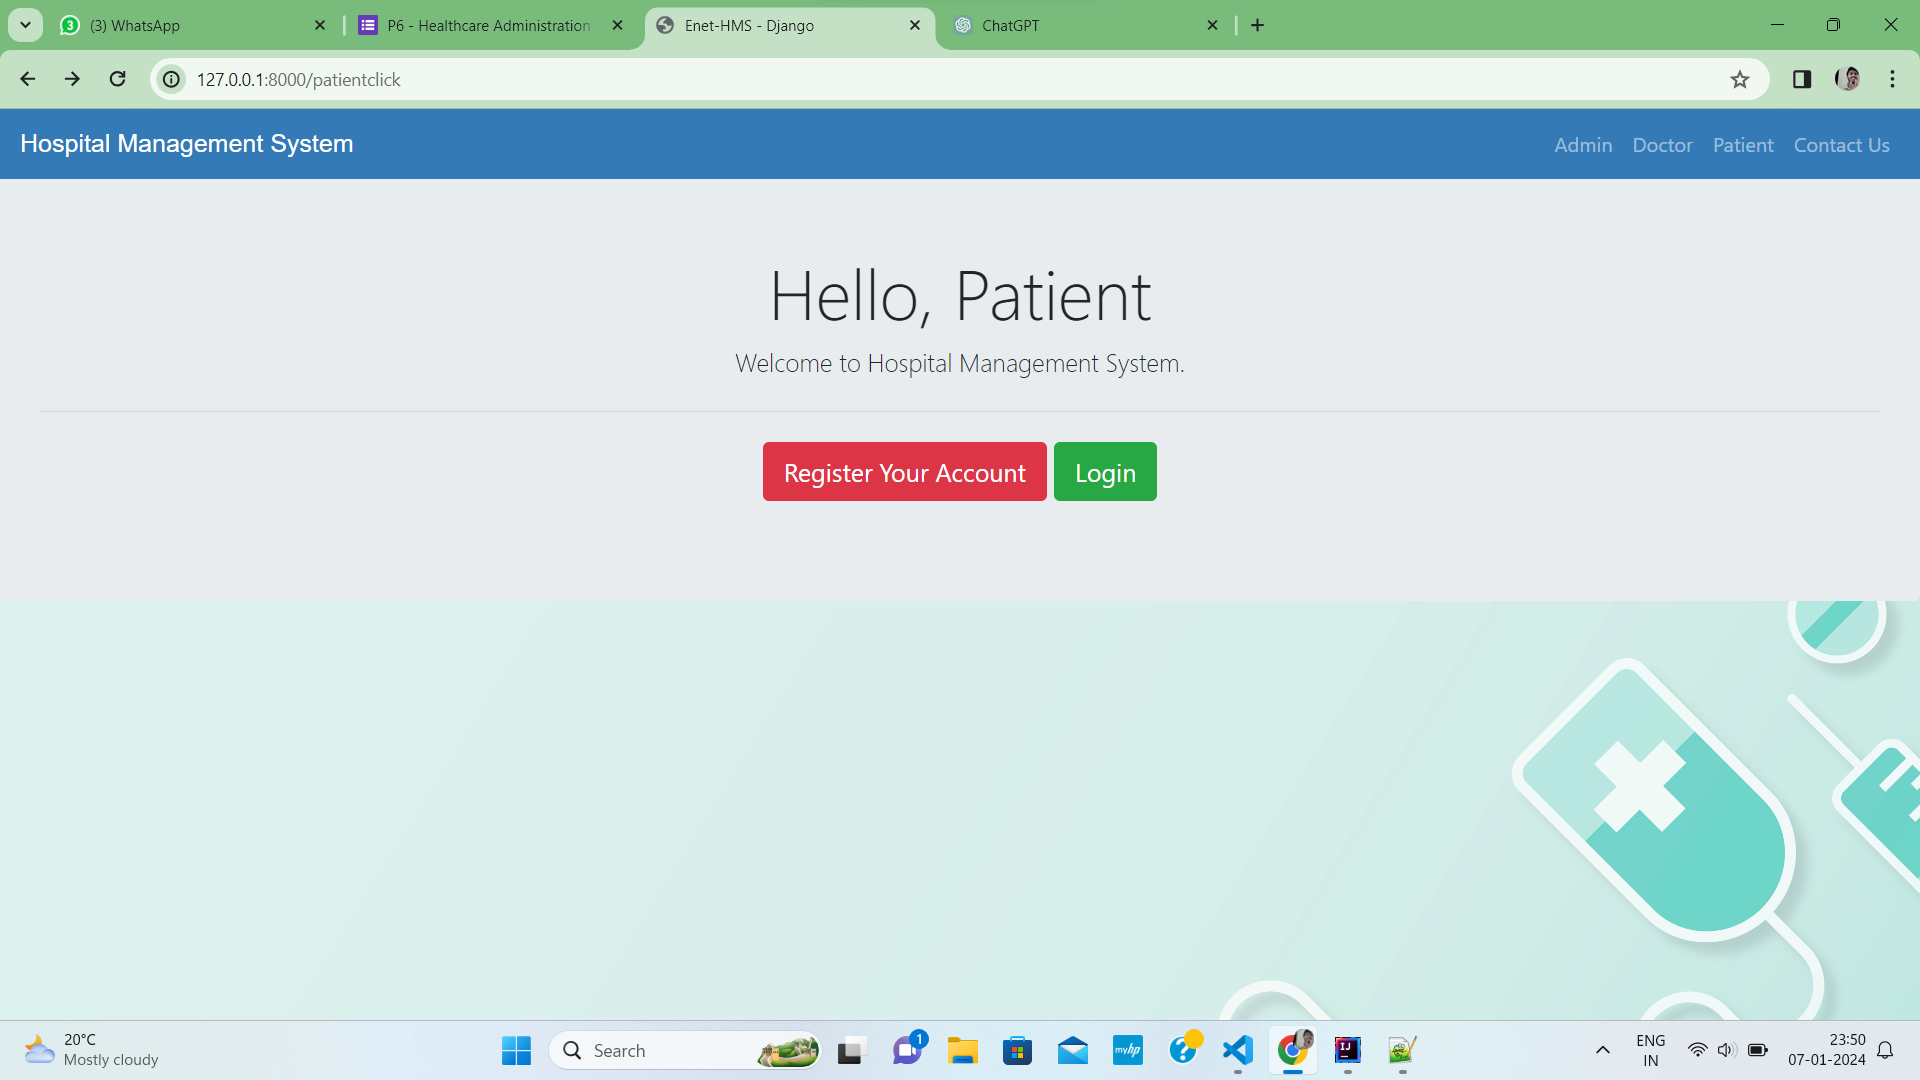 (3) WhatsApp
P6 - Healthcare Administration
Enet-HMS - Django
ChatGPT
127.0.0.1:8000/patientclick
Hospital Management System
Admin
Doctor
Patient
Contact Us
Hello, Patient
Welcome to Hospital Management System.
Register Your Account
Login
20°C
Mostly cloudy
Search
1
myhp
IJ
ENG
IN
23:50
07-01-2024